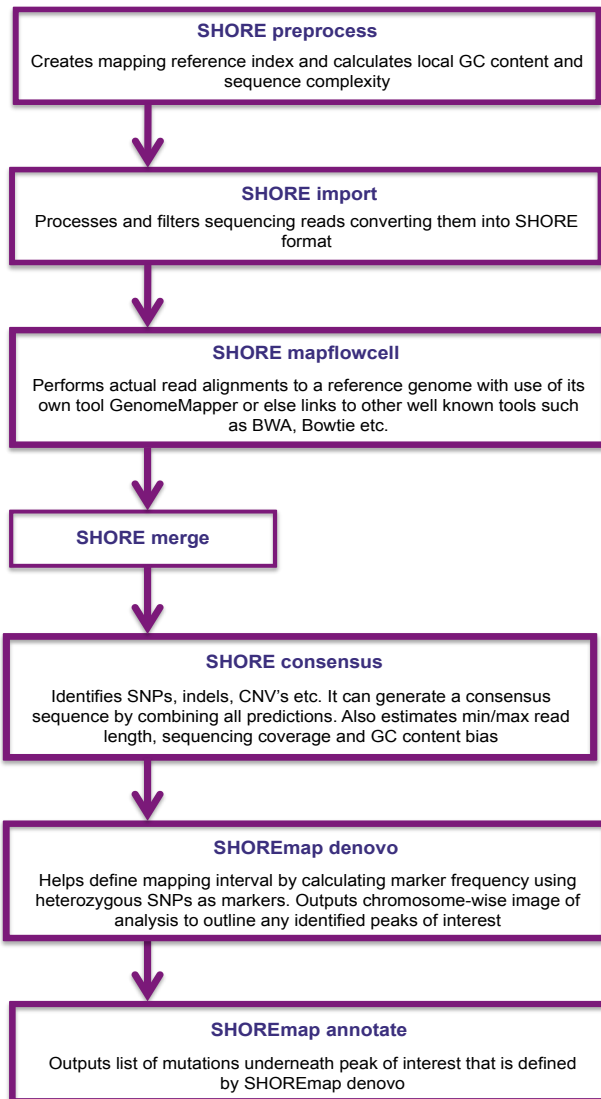 SHORE preprocess
Creates mapping reference index and calculates local GC content and
sequence complexity
SHORE import
Processes and filters sequencing reads converting them into SHORE
format
SHORE mapflowcell
Performs actual read alignments to a reference genome with use of its
own tool GenomeMapper or else links to other well known tools such
as BWA, Bowtie etc.
SHORE merge
SHORE consensus
Identifies SNPs, indels, CNV's etc. It can generate a consensus
sequence by combining all predictions. Also estimates min/max read
length, sequencing coverage and GC content bias
SHOREmap denovo
Helps define mapping interval by calculating marker frequency using
heterozygous SNPs as markers. Outputs chromosome-wise image of
analysis to outline any identified peaks of interest
SHOREmap annotate
Outputs list of mutations underneath peak of interest that is defined
by SHOREmap denovo